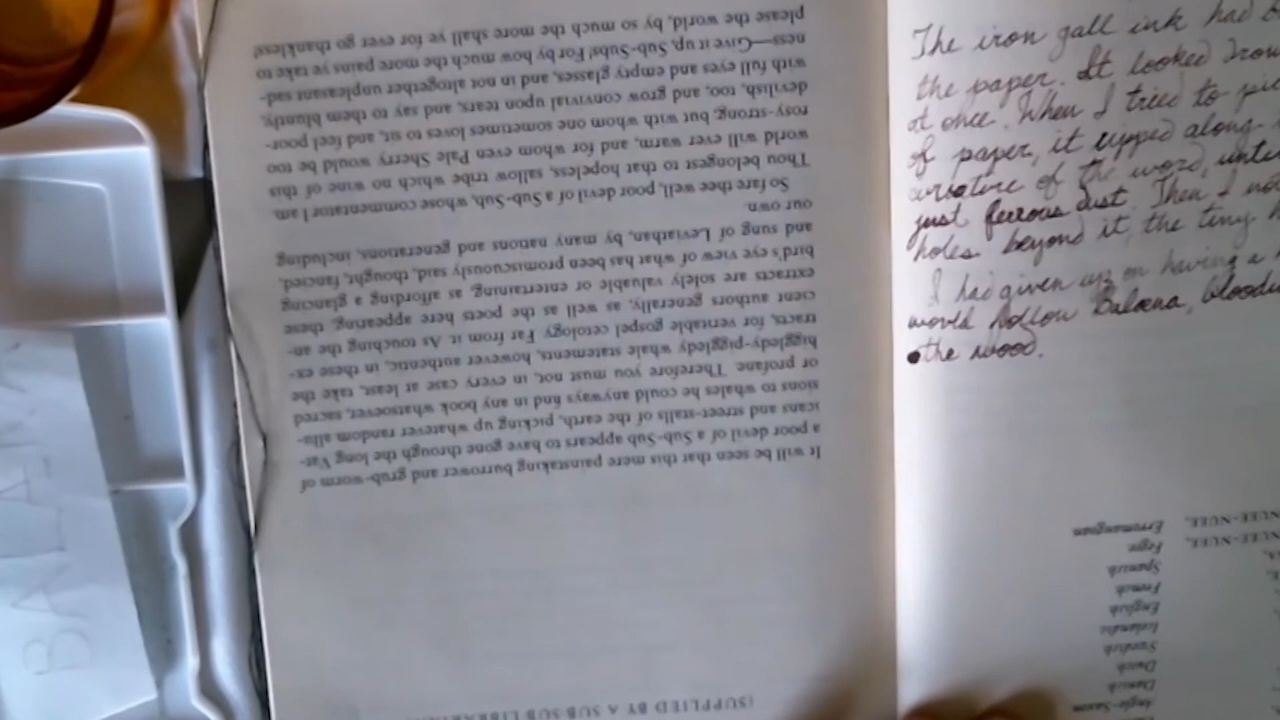 (SUPPLIED BY A SUB-SUB-LIBRARIAN
It will be seen that this mere painstaking burrower and grub-worm of
a poor devil of a Sub-Sub appears to have gone through the long Vat-
icans and street-stalls of the earth, picking up whatever random allu-
sions to whales he could anyways find in any book whatsoever, sacred
or profane. Therefore you must not, in every case at least, take the
higgledy-piggledy whale statements, however authentic, in these ex-
tracts, for veritable gospel cetology. Far from it. As touching the an-
cient authors generally, as well as the poets here appearing, these
extracts are solely valuable or entertaining, as affording a glancing
bird's eye view of what has been promiscuously said, thought, fancied,
and sung of Leviathan, by many nations and generations, including
our own.
So fare thee well, poor devil of a Sub-Sub, whose commentator I am.
Thou belongest to that hopeless, sallow tribe which no wine of this
world will ever warm; and for whom even Pale Sherry would be too
rosy-strong; but with whom one sometimes loves to sit, and feel poor-
devilish, too; and grow convivial upon tears; and say to them bluntly,
with full eyes and empty glasses, and in not altogether unpleasant sad-
ness—Give it up, Sub-Subs! For by how much the more pains ye take to
please the world, by so much the more shall ye for ever go thankless!
The iron gall ink had
the paper. It looked
at once. When I tried to
of paper, it ripped along
of the word, until
just ferrous dust. Then I
holes beyond it, the tiny
I had given up on having a
world hollow Balaena,
the wood.
Anglo-Saxon
Danish
Dutch
Swedish
Icelandic
English
French
Spanish
NUEE-NUEE, Fegee
NUEE-NUEE, Erromangoan
BALA